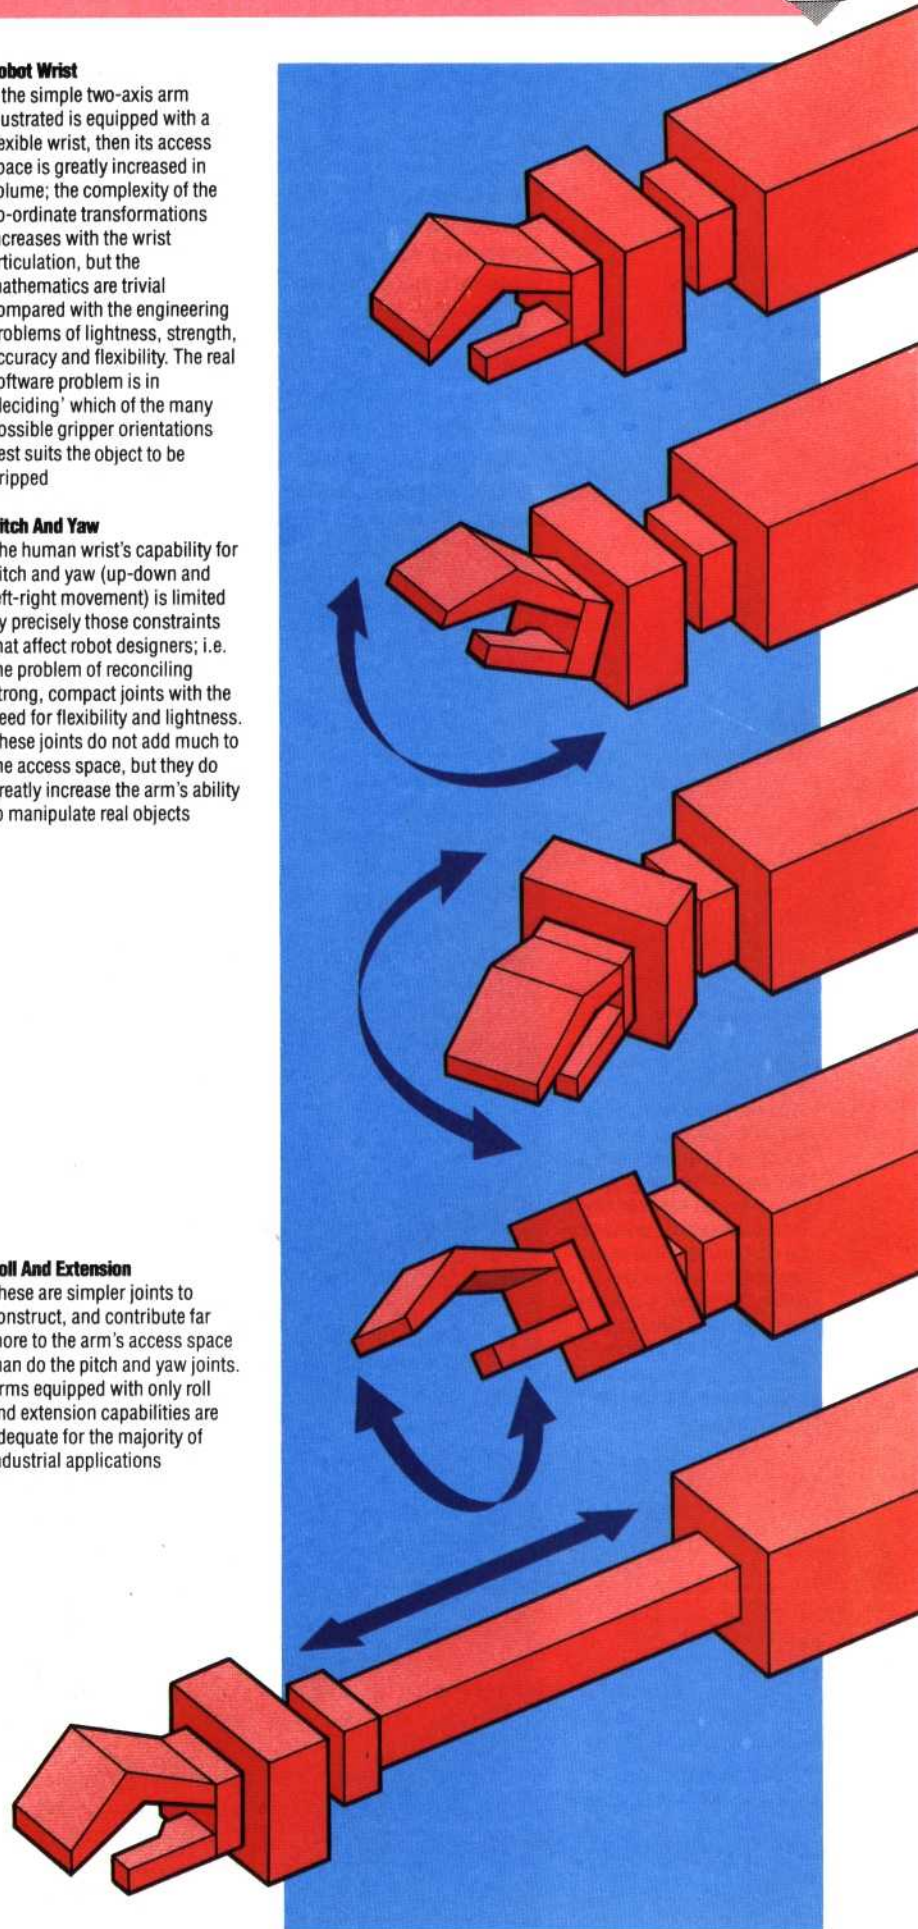 obot Wrist
the simple two-axis arm
ustrated is equipped with a
exible wrist, then its access
pace is greatly increased in
olume; the complexity of the
o-ordinate transformations
creases with the wrist
rticulation, but the
athematics are trivial
ompared with the engineering
roblems of lightness, strength,
ccuracy and flexibility. The real
oftware problem is in
deciding' which of the many
ossible gripper orientations
est suits the object to be
ripped
itch And Yaw
he human wrist's capability for
itch and yaw (up-down and
eft-right movement) is limited
y precisely those constraints
hat affect robot designers; i.e.
he problem of reconciling
trong, compact joints with the
eed for flexibility and lightness.
hese joints do not add much to
he access space, but they do
reatly increase the arm's ability
o manipulate real objects
oll And Extension
hese are simpler joints to
onstruct, and contribute far
ore to the arm's access space
han do the pitch and yaw joints.
rms equipped with only roll
nd extension capabilities are
dequate for the majority of
ndustrial applications